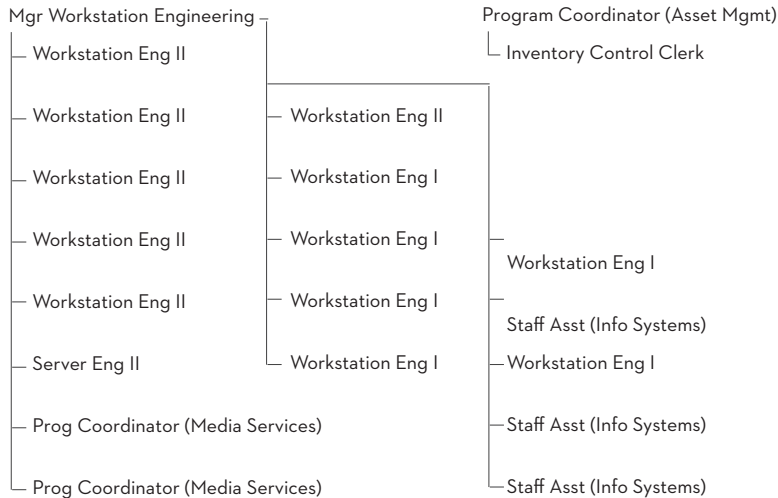 Mgr Workstation Engineering
Workstation Eng II
Workstation Eng II
Workstation Eng II
Workstation Eng II
Workstation Eng II
Server Eng II
Prog Coordinator (Media Services)
Prog Coordinator (Media Services)
Workstation Eng II
Workstation Eng I
Workstation Eng I
Workstation Eng I
Workstation Eng I
Program Coordinator (Asset Mgmt)
Inventory Control Clerk
Workstation Eng I
Staff Asst (Info Systems)
Workstation Eng I
Staff Asst (Info Systems)
Staff Asst (Info Systems)